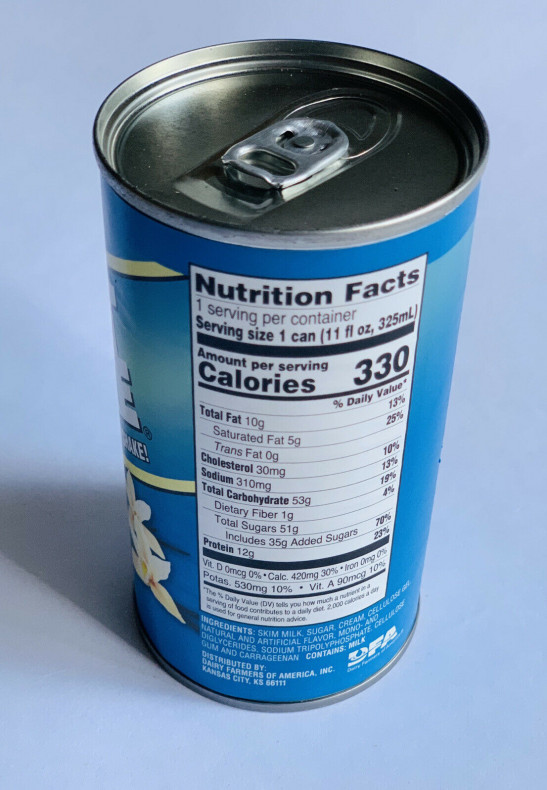 E®
AKE!
Nutrition Facts
1 serving per container
Serving size 1 can (11 fl oz, 325mL)
Amount per serving
Calories 330
% Daily Value*
Total Fat 10g 13%
Saturated Fat 5g 25%
Trans Fat 0g
Cholesterol 30mg 10%
Sodium 310mg 13%
Total Carbohydrate 53g 19%
Dietary Fiber 1g 4%
Total Sugars 51g
Includes 35g Added Sugars 70%
Protein 12g 23%
Vit. D 0mcg 0% • Calc. 420mg 30% • Iron 0mg 0%
Potas. 530mg 10% • Vit. A 90mcg 10%
*The % Daily Value (DV) tells you how much a nutrient in a
serving of food contributes to a daily diet. 2,000 calories a day
is used for general nutrition advice.
INGREDIENTS: SKIM MILK, SUGAR, CREAM, CELLULOSE GEL,
NATURAL AND ARTIFICIAL FLAVOR, MONO- AND
DIGLYCERIDES, SODIUM TRIPOLYPHOSPHATE, CELLULOSE
GUM AND CARRAGEENAN CONTAINS: MILK
DISTRIBUTED BY:
DAIRY FARMERS OF AMERICA, INC.
KANSAS CITY, KS 66111
DFA
Dairy Farmers of